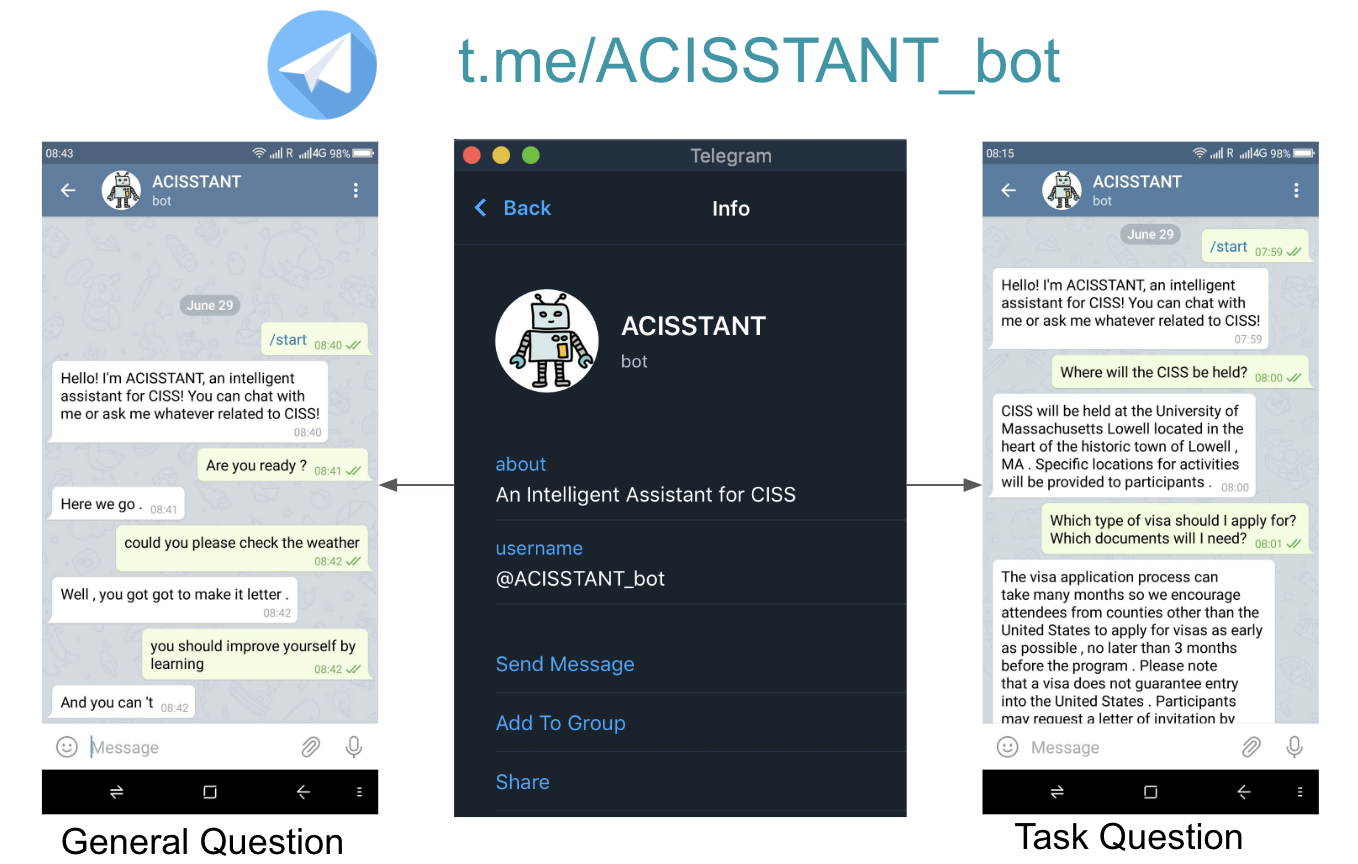 t.me/ACISSTANT_bot
08:43
R
4G 98%
ACISSTANT
bot
June 29
/start 08:40
Hello! I'm ACISSTANT, an intelligent
assistant for CISS! You can chat with
me or ask me whatever related to CISS!
08:40
Are you ready ? 08:41
Here we go . 08:41
could you please check the weather
08:42
Well , you got got to make it letter .
08:42
you should improve yourself by
learning 08:42
And you can 't 08:42
Message
General Question
Telegram
Back
Info
ACISSTANT
bot
about
An Intelligent Assistant for CISS
username
@ACISSTANT_bot
Send Message
Add To Group
Share
08:15
R
4G 98%
ACISSTANT
bot
June 29
/start 07:59
Hello! I'm ACISSTANT, an intelligent
assistant for CISS! You can chat with
me or ask me whatever related to CISS!
07:59
Where will the CISS be held? 08:00
CISS will be held at the University of
Massachusetts Lowell located in the
heart of the historic town of Lowell ,
MA . Specific locations for activities
will be provided to participants . 08:00
Which type of visa should I apply for?
Which documents will I need? 08:01
The visa application process can
take many months so we encourage
attendees from counties other than the
United States to apply for visas as early
as possible , no later than 3 months
before the program . Please note
that a visa does not guarantee entry
into the United States . Participants
may request a letter of invitation by
Message
Task Question